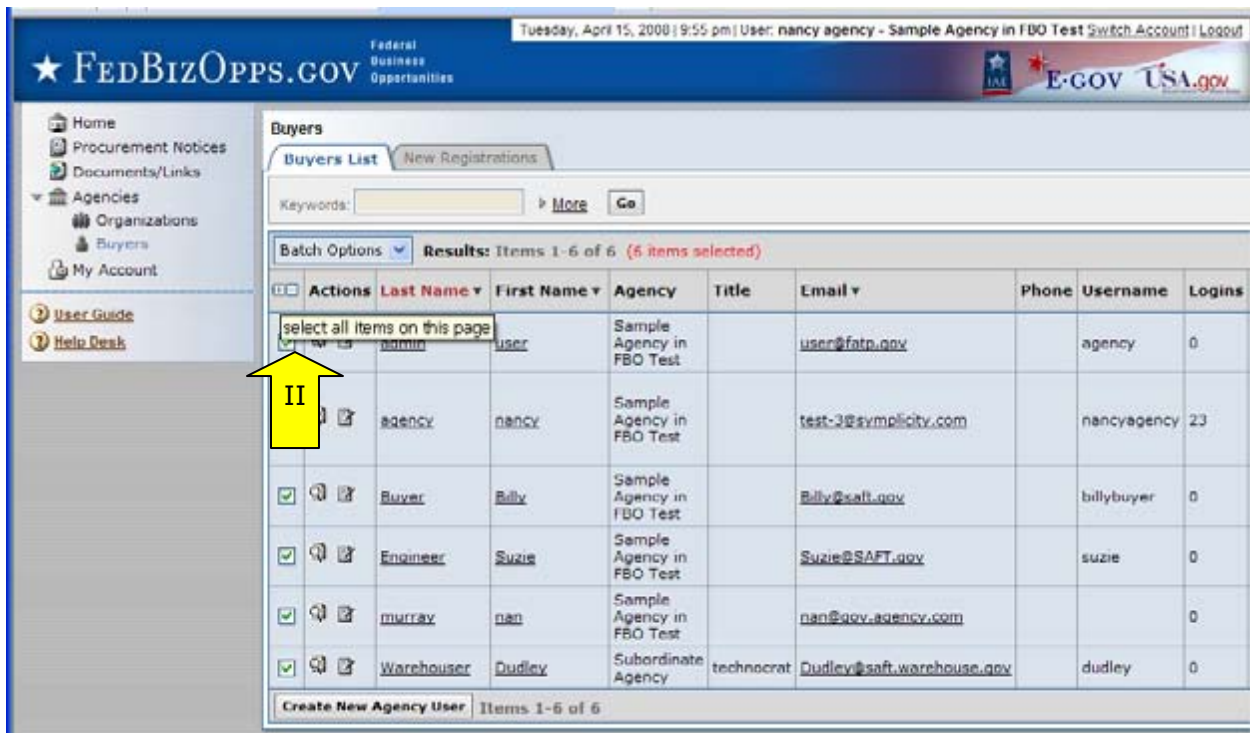 Tuesday, April 15, 2008 | 9:55 pm | User: nancy agency - Sample Agency in FBO Test Switch Account | Logout
★ FEDBIZOPPS.GOV
Federal
Business
Opportunities
IAE
E-GOV
USA.gov
Home
Procurement Notices
Documents/Links
Agencies
Organizations
Buyers
My Account
User Guide
Help Desk
Buyers
Buyers List
New Registrations
Keywords:
More
Go
Batch Options Results: Items 1-6 of 6 (6 items selected)
Actions Last Name First Name Agency Title Email Phone Username Logins
select all items on this page
admin user Sample Agency in FBO Test user@fatp.gov agency 0
II
agency nancy Sample Agency in FBO Test test-3@symplicity.com nancyagency 23
Buyer Billy Sample Agency in FBO Test Billy@saft.gov billybuyer 0
Engineer Suzie Sample Agency in FBO Test Suzie@SAFT.gov suzie 0
murray nan Sample Agency in FBO Test nan@gov.agency.com 0
Warehouser Dudley Subordinate Agency technocrat Dudley@saft.warehouse.gov dudley 0
Create New Agency User Items 1-6 of 6